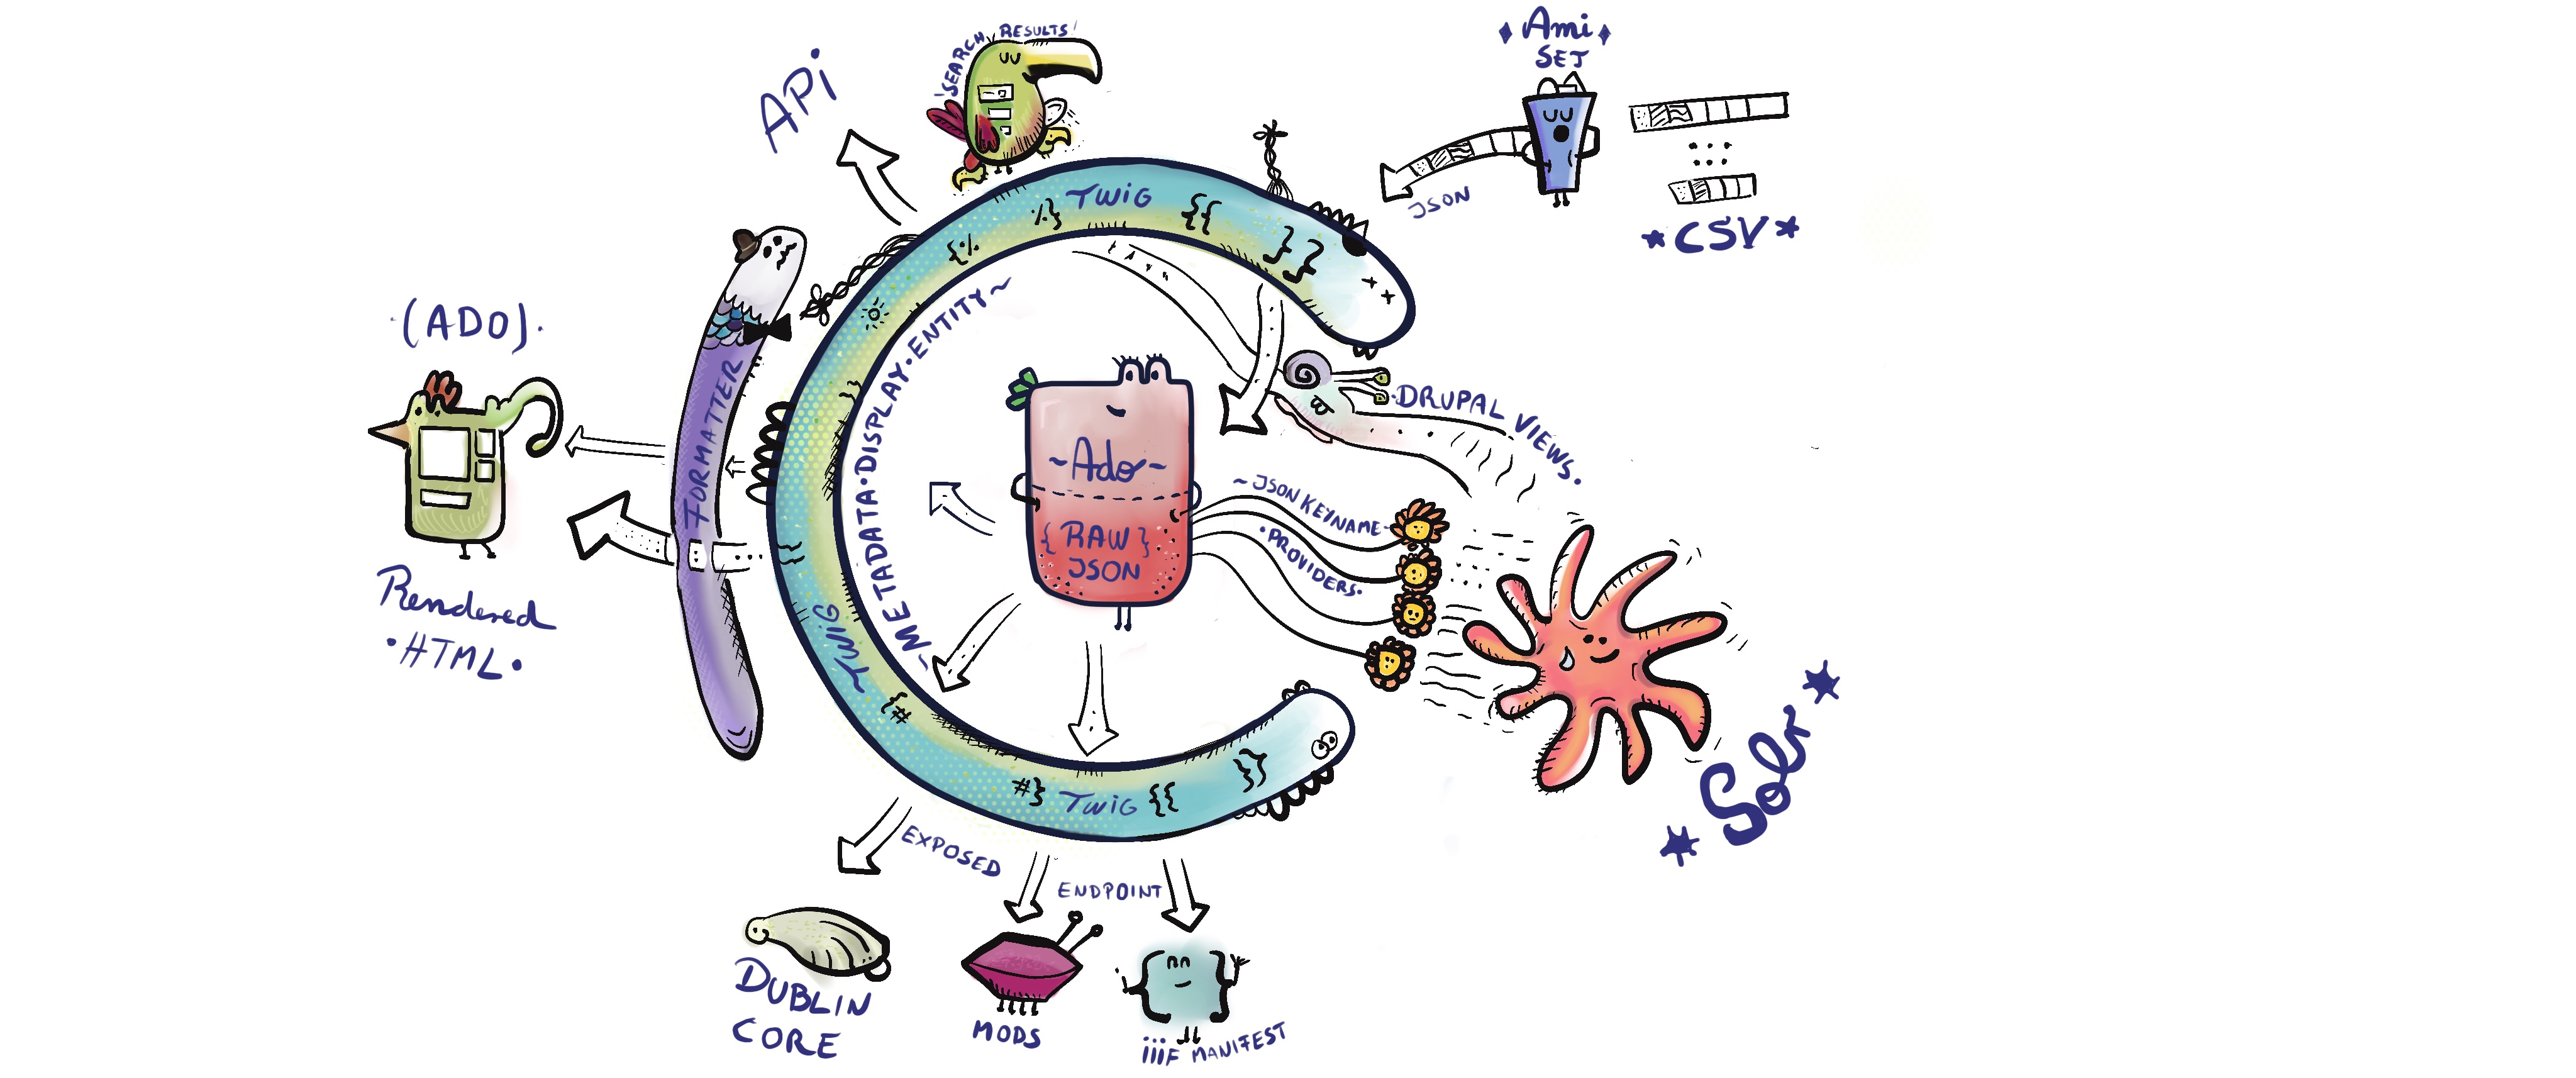 'SEARCH RESULTS'
APi
♦ Ami ♦
SET
JSON
* CSV *
TWiG
{%
%}
{{
}}
·(ADO)·
FORMATTER
~METADATA·DISPLAY·ENTITY~
·DRUPAL VIEWS·
~Ado~
{ RAW }
JSON
~JSON KEYNAME~
·PROVIDERS·
Rendered
·HTML·
~TWiG
{#
#}
TWiG
{{
}}
* Solr *
EXPOSED
ENDPOINT
DUBLIN
CORE
MODS
iiiF MANIFEST